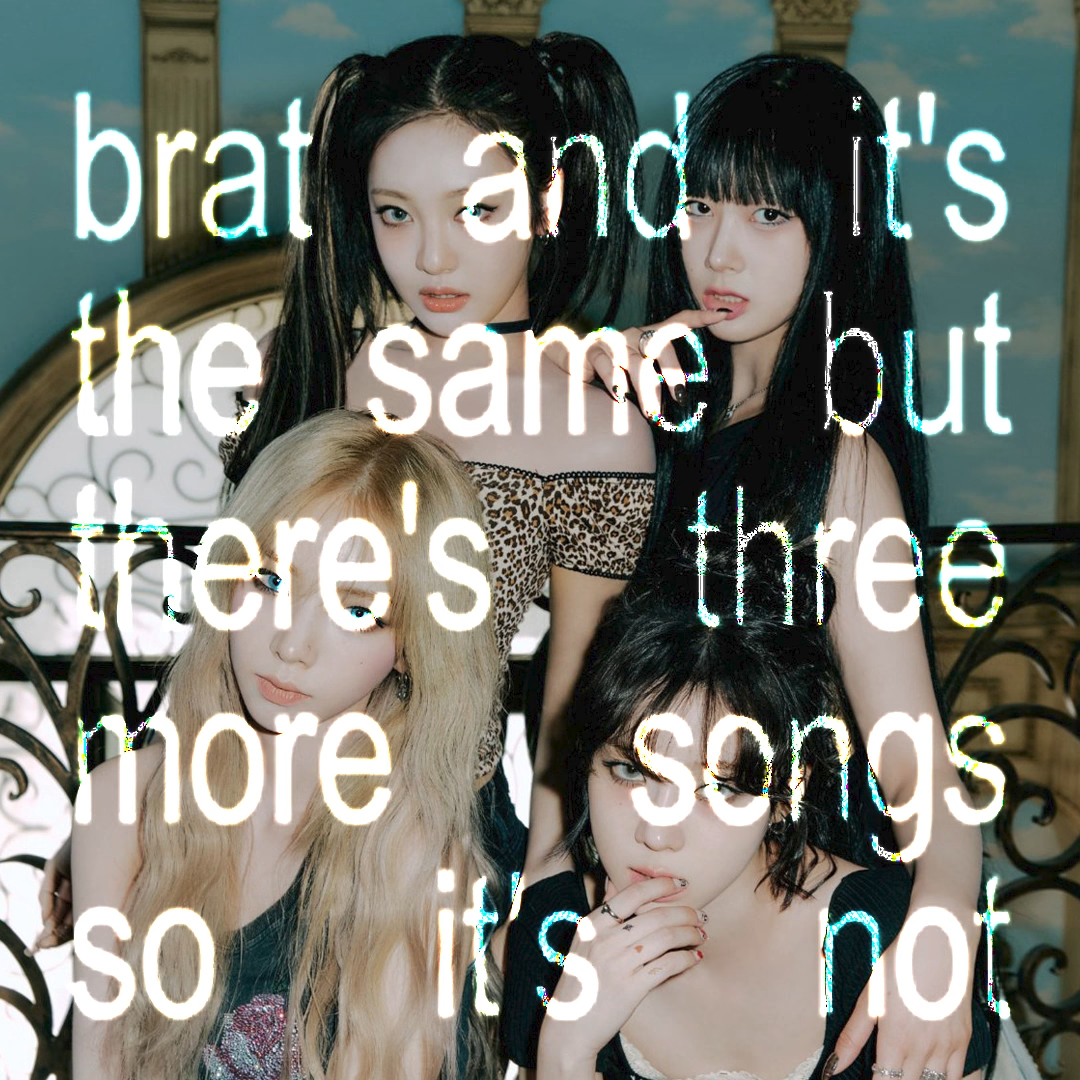 brat and it's
the same but
there's three
more songs
so it's not